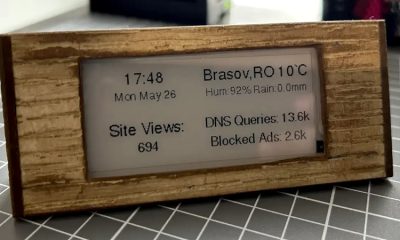 17:48
Mon May 26
Brasov,RO 10°C
Hum:92% Rain:0.0mm
Site Views:
694
DNS Queries: 13.6k
Blocked Ads: 2.6k